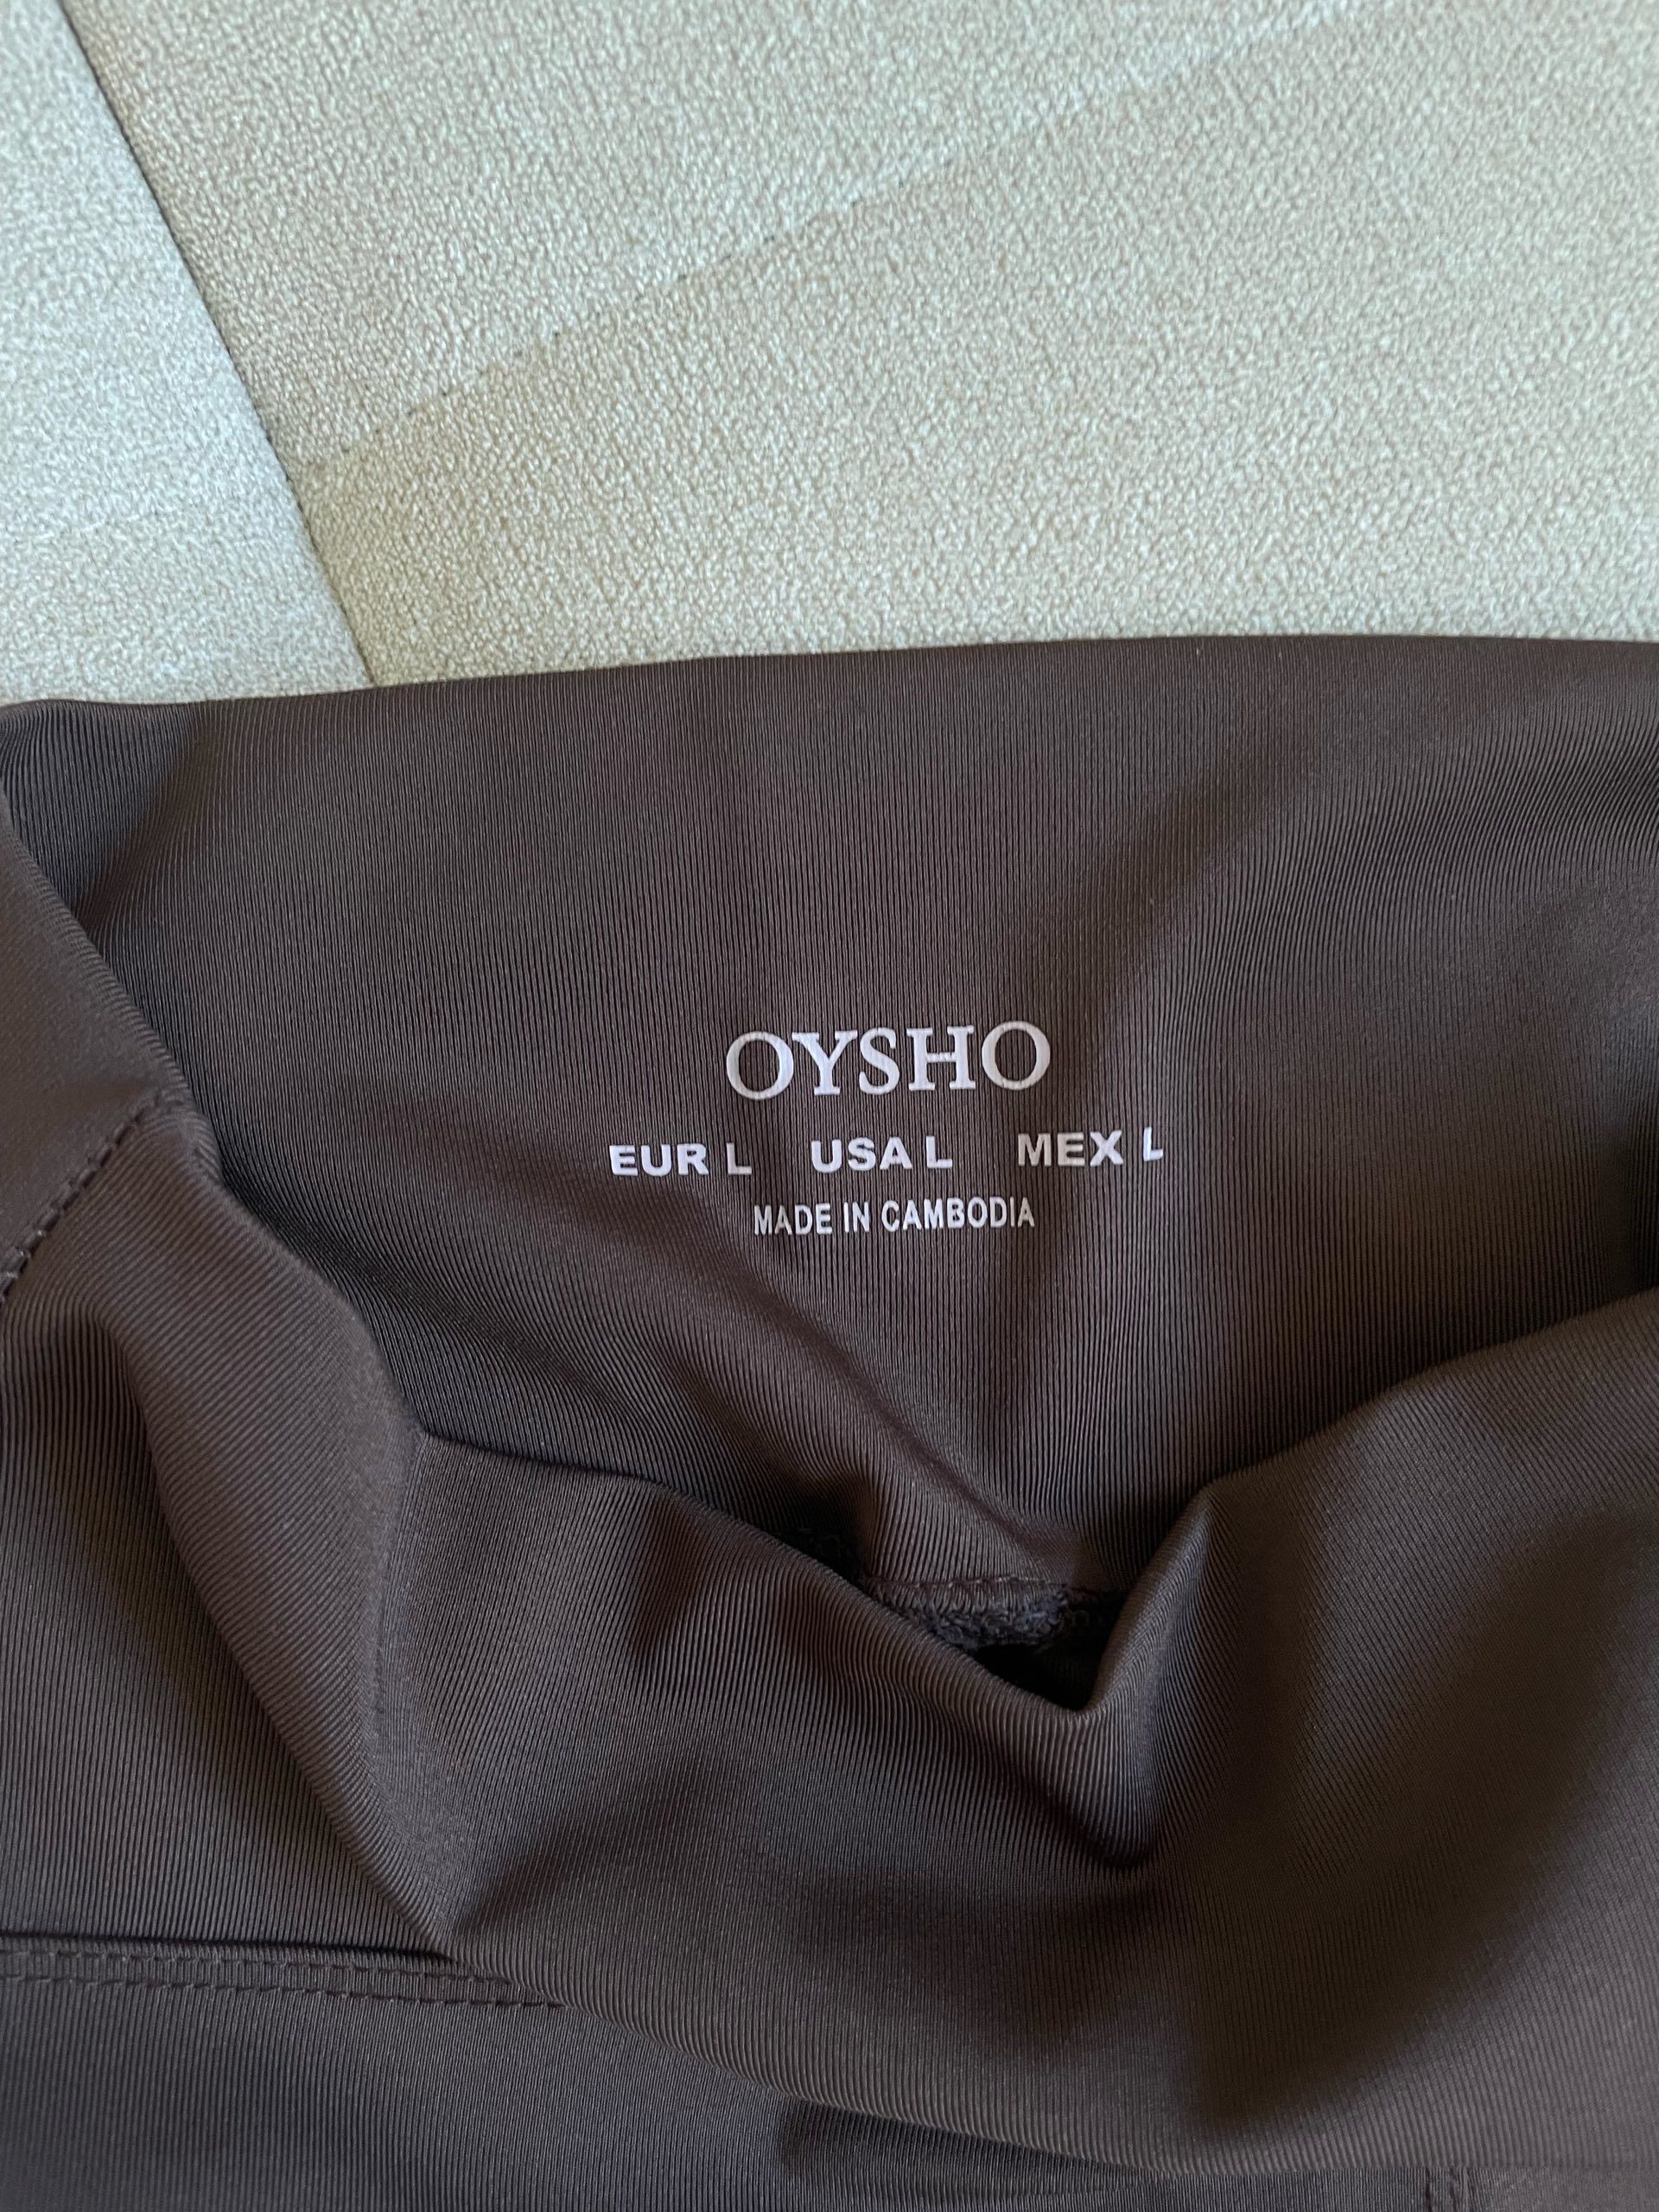 OYSHO
EUR L USA L MEX L
MADE IN CAMBODIA